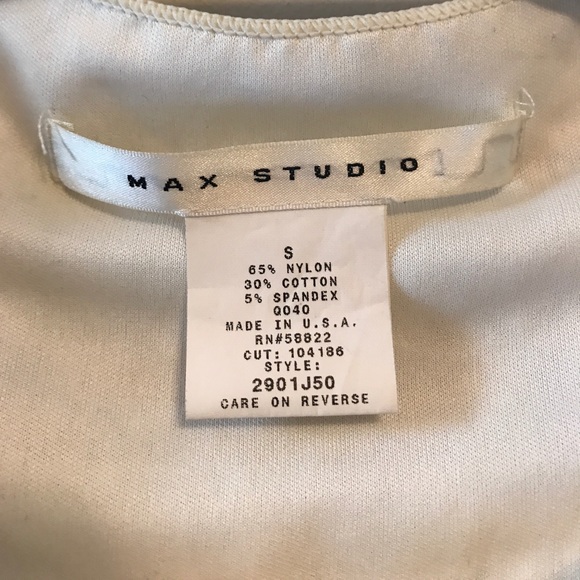 MAX STUDIO
S
65% NYLON
30% COTTON
5% SPANDEX
Q040
MADE IN U.S.A.
RN#58822
CUT: 104186
STYLE:
2901J50
CARE ON REVERSE